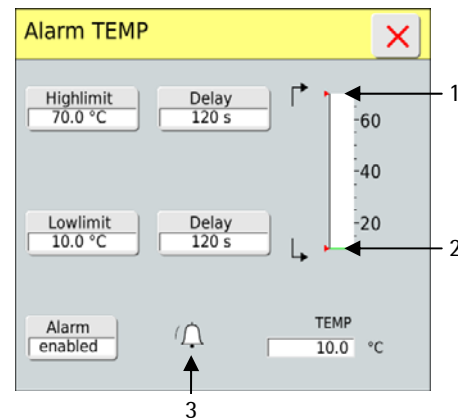 Alarm TEMP
1
Highlimit Delay
70.0 °C 120 s
60
40
Lowlimit Delay
20
10.0 °C 120 s
2
Alarm TEMP
enabled 10.0 °C
3